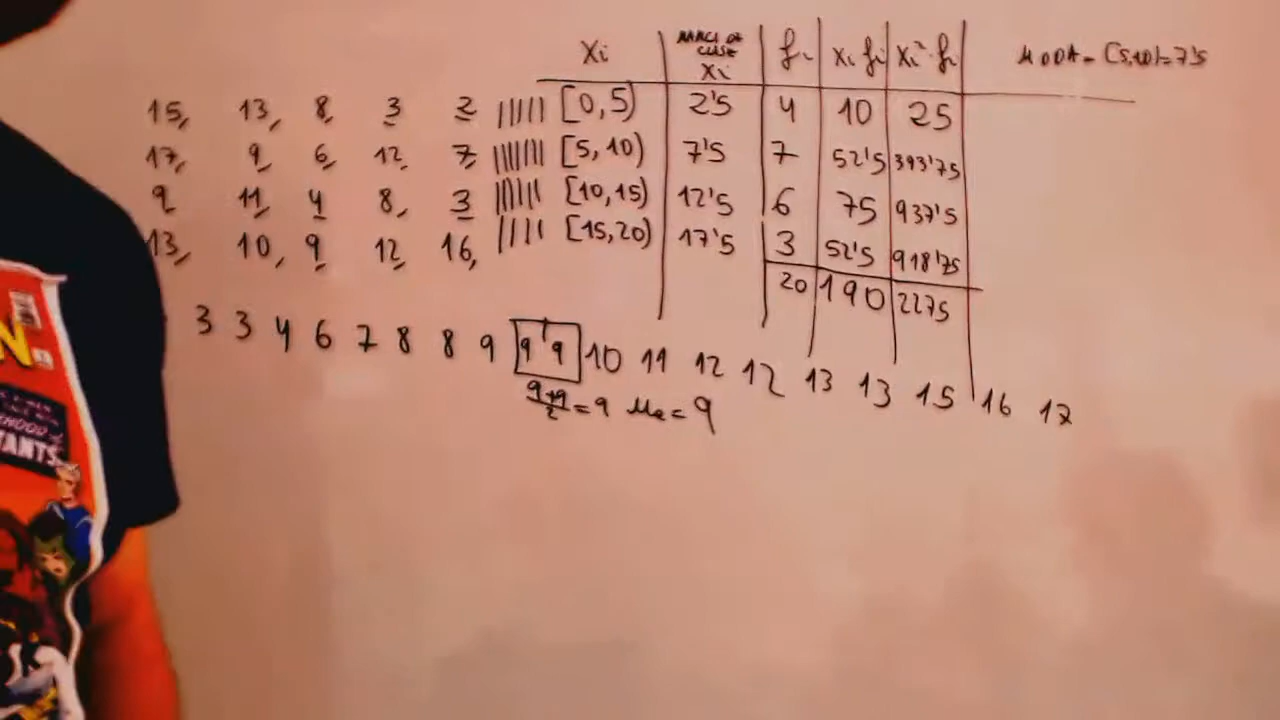 Xi MARCA DE CLASE Xi fi xi fi xi²·fi MODA = [5,10) = 7'5
15, 13, 8 3 2 [0, 5) 2'5 4 10 25
17, 9 6 12 7 [5, 10) 7'5 7 52'5 393'75
9 11 4 8, 3 [10, 15) 12'5 6 75 937'5
13, 10, 9 12 16, [15, 20) 17'5 3 52'5 918'75
20 190 2275
3 3 4 6 7 8 8 9 9 9 10 11 12 12 13 13 15 16 17
9+9/2 = 9 Me = 9
N.
HOOD OF
TANTS